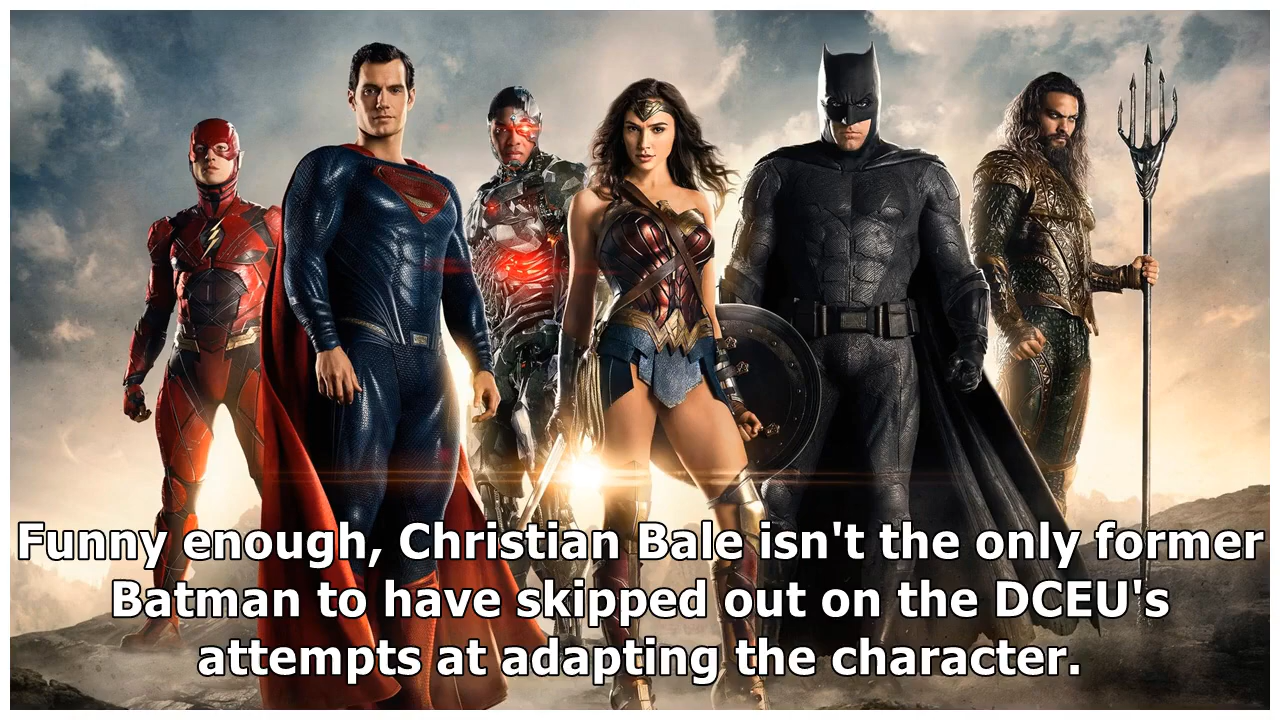 Funny enough, Christian Bale isn't the only former
Batman to have skipped out on the DCEU's
attempts at adapting the character.